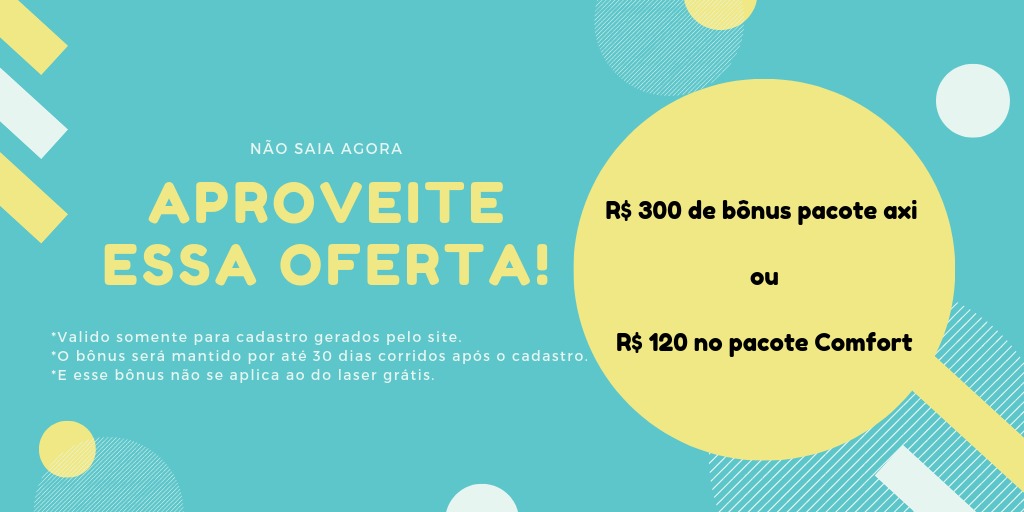 NÃO SAIA AGORA
APROVEITE
ESSA OFERTA!
*Valido somente para cadastro gerados pelo site.
*O bônus será mantido por até 30 dias corridos após o cadastro.
*E esse bônus não se aplica ao do laser grátis.
R$ 300 de bônus pacote axi
ou
R$ 120 no pacote Comfort